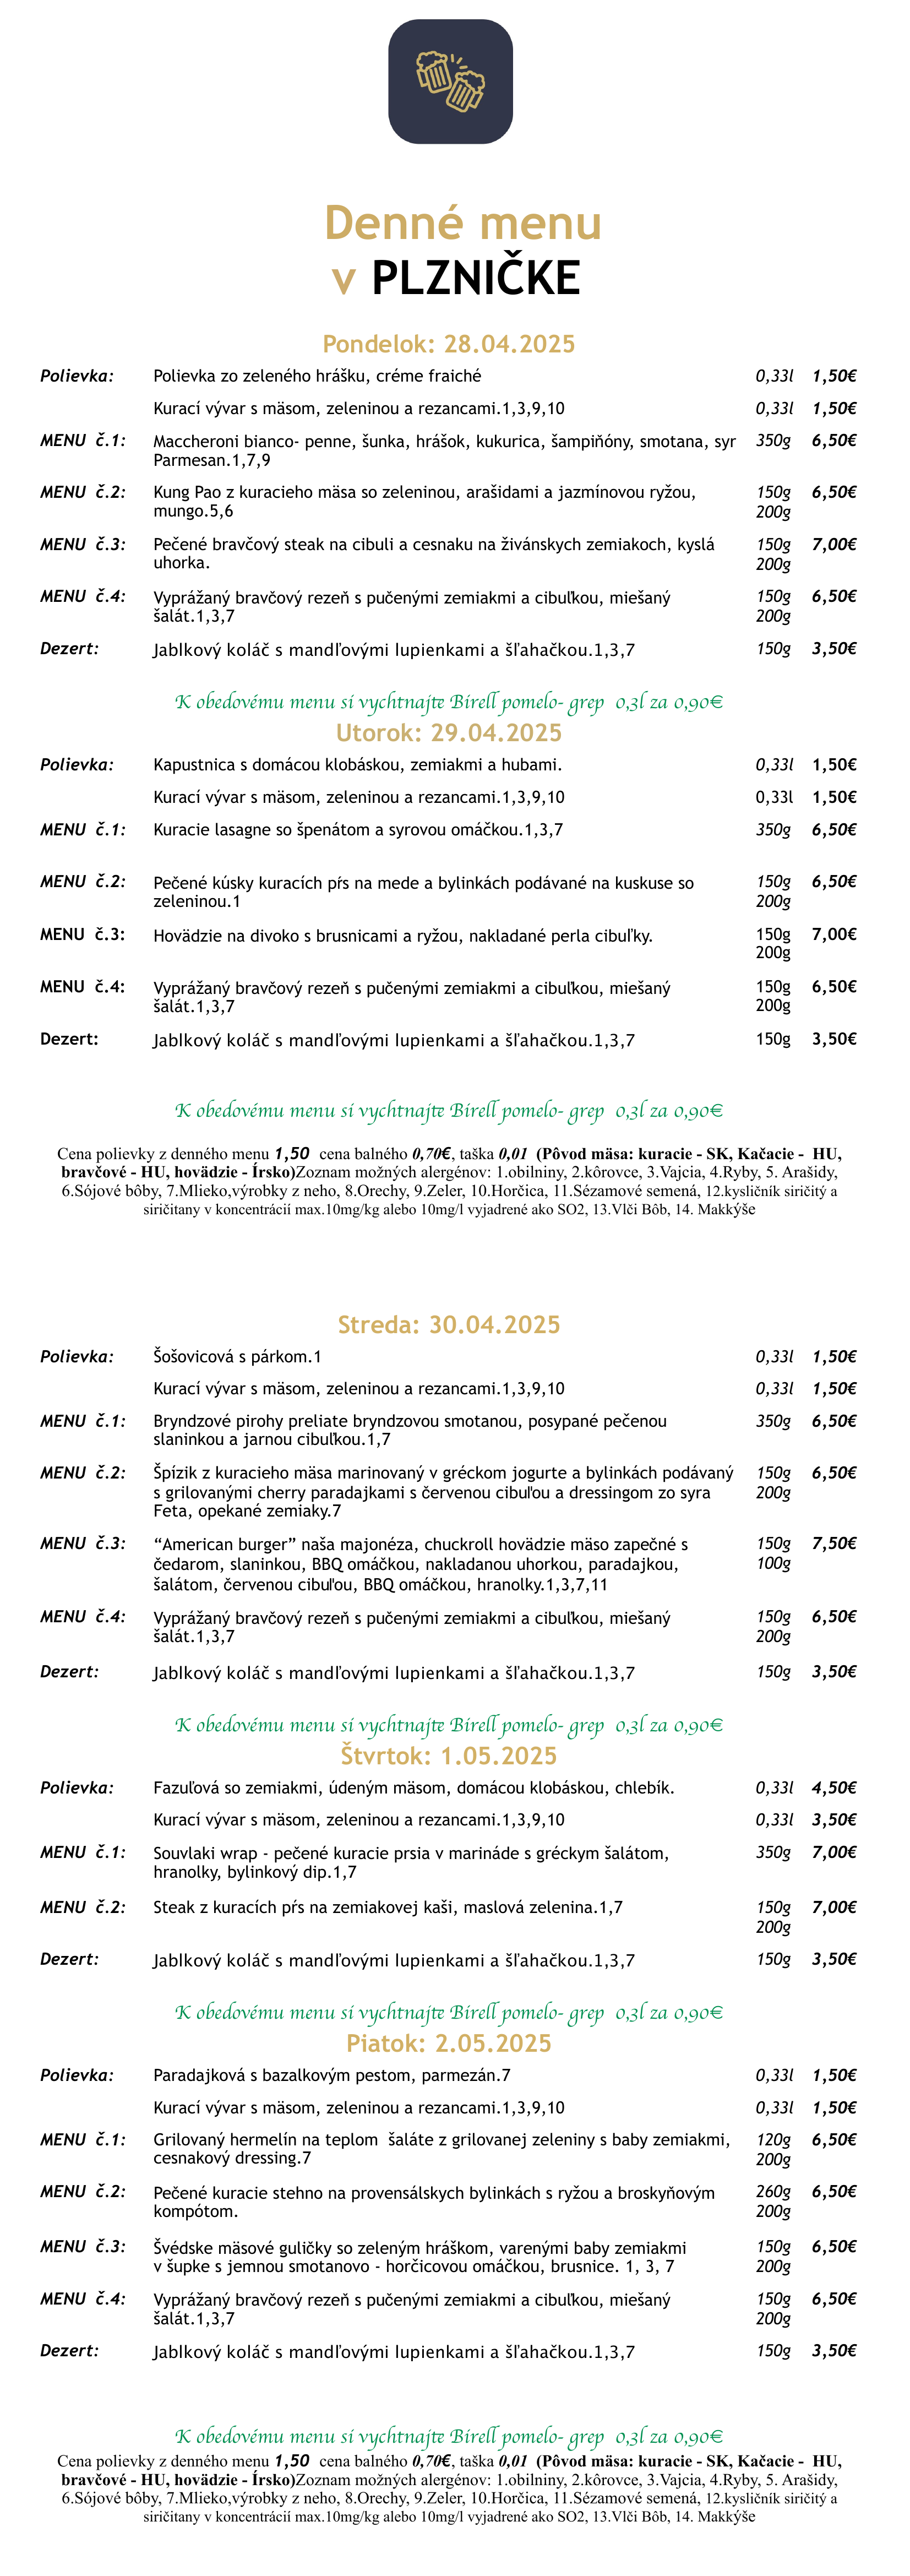 Denné menu
v PLZNIČKE
Pondelok: 28.04.2025
Polievka: Polievka zo zeleného hrášku, créme fraiché 0,33l 1,50€
Kurací vývar s mäsom, zeleninou a rezancami.1,3,9,10 0,33l 1,50€
MENU č.1: Maccheroni bianco- penne, šunka, hrášok, kukurica, šampiňóny, smotana, syr 350g 6,50€
Parmesan.1,7,9
MENU č.2: Kung Pao z kuracieho mäsa so zeleninou, arašidami a jazmínovou ryžou, 150g 6,50€
mungo.5,6 200g
MENU č.3: Pečené bravčový steak na cibuli a cesnaku na živánskych zemiakoch, kyslá 150g 7,00€
uhorka. 200g
MENU č.4: Vyprážaný bravčový rezeň s pučenými zemiakmi a cibuľkou, miešaný 150g 6,50€
šalát.1,3,7 200g
Dezert: Jablkový koláč s mandľovými lupienkami a šľahačkou.1,3,7 150g 3,50€
K obedovému menu si vychtnajte Birell pomelo- grep 0,3l za 0,90€
Utorok: 29.04.2025
Polievka: Kapustnica s domácou klobáskou, zemiakmi a hubami. 0,33l 1,50€
Kurací vývar s mäsom, zeleninou a rezancami.1,3,9,10 0,33l 1,50€
MENU č.1: Kuracie lasagne so špenátom a syrovou omáčkou.1,3,7 350g 6,50€
MENU č.2: Pečené kúsky kuracích pŕs na mede a bylinkách podávané na kuskuse so 150g 6,50€
zeleninou.1 200g
MENU č.3: Hovädzie na divoko s brusnicami a ryžou, nakladané perla cibuľky. 150g 7,00€
200g
MENU č.4: Vyprážaný bravčový rezeň s pučenými zemiakmi a cibuľkou, miešaný 150g 6,50€
šalát.1,3,7 200g
Dezert: Jablkový koláč s mandľovými lupienkami a šľahačkou.1,3,7 150g 3,50€
K obedovému menu si vychtnajte Birell pomelo- grep 0,3l za 0,90€
Cena polievky z denného menu 1,50 cena balného 0,70€, taška 0,01 (Pôvod mäsa: kuracie - SK, Kačacie - HU,
bravčové - HU, hovädzie - Írsko)Zoznam možných alergénov: 1.obilniny, 2.kôrovce, 3.Vajcia, 4.Ryby, 5. Arašidy,
6.Sójové bôby, 7.Mlieko,výrobky z neho, 8.Orechy, 9.Zeler, 10.Horčica, 11.Sézamové semená, 12.kysličník siričitý a
siričitany v koncentrácií max.10mg/kg alebo 10mg/l vyjadrené ako SO2, 13.Vlči Bôb, 14. Makkýše
Streda: 30.04.2025
Polievka: Šošovicová s párkom.1 0,33l 1,50€
Kurací vývar s mäsom, zeleninou a rezancami.1,3,9,10 0,33l 1,50€
MENU č.1: Bryndzové pirohy preliate bryndzovou smotanou, posypané pečenou 350g 6,50€
slaninkou a jarnou cibuľkou.1,7
MENU č.2: Špízik z kuracieho mäsa marinovaný v gréckom jogurte a bylinkách podávaný 150g 6,50€
s grilovanými cherry paradajkami s červenou cibuľou a dressingom zo syra 200g
Feta, opekané zemiaky.7
MENU č.3: “American burger” naša majonéza, chuckroll hovädzie mäso zapečné s 150g 7,50€
čedarom, slaninkou, BBQ omáčkou, nakladanou uhorkou, paradajkou, 100g
šalátom, červenou cibuľou, BBQ omáčkou, hranolky.1,3,7,11
MENU č.4: Vyprážaný bravčový rezeň s pučenými zemiakmi a cibuľkou, miešaný 150g 6,50€
šalát.1,3,7 200g
Dezert: Jablkový koláč s mandľovými lupienkami a šľahačkou.1,3,7 150g 3,50€
K obedovému menu si vychtnajte Birell pomelo- grep 0,3l za 0,90€
Štvrtok: 1.05.2025
Polievka: Fazuľová so zemiakmi, údeným mäsom, domácou klobáskou, chlebík. 0,33l 4,50€
Kurací vývar s mäsom, zeleninou a rezancami.1,3,9,10 0,33l 3,50€
MENU č.1: Souvlaki wrap - pečené kuracie prsia v marináde s gréckym šalátom, 350g 7,00€
hranolky, bylinkový dip.1,7
MENU č.2: Steak z kuracích pŕs na zemiakovej kaši, maslová zelenina.1,7 150g 7,00€
200g
Dezert: Jablkový koláč s mandľovými lupienkami a šľahačkou.1,3,7 150g 3,50€
K obedovému menu si vychtnajte Birell pomelo- grep 0,3l za 0,90€
Piatok: 2.05.2025
Polievka: Paradajková s bazalkovým pestom, parmezán.7 0,33l 1,50€
Kurací vývar s mäsom, zeleninou a rezancami.1,3,9,10 0,33l 1,50€
MENU č.1: Grilovaný hermelín na teplom šaláte z grilovanej zeleniny s baby zemiakmi, 120g 6,50€
cesnakový dressing.7 200g
MENU č.2: Pečené kuracie stehno na provensálskych bylinkách s ryžou a broskyňovým 260g 6,50€
kompótom. 200g
MENU č.3: Švédske mäsové guličky so zeleným hráškom, varenými baby zemiakmi 150g 6,50€
v šupke s jemnou smotanovo - horčicovou omáčkou, brusnice. 1, 3, 7 200g
MENU č.4: Vyprážaný bravčový rezeň s pučenými zemiakmi a cibuľkou, miešaný 150g 6,50€
šalát.1,3,7 200g
Dezert: Jablkový koláč s mandľovými lupienkami a šľahačkou.1,3,7 150g 3,50€
K obedovému menu si vychtnajte Birell pomelo- grep 0,3l za 0,90€
Cena polievky z denného menu 1,50 cena balného 0,70€, taška 0,01 (Pôvod mäsa: kuracie - SK, Kačacie - HU,
bravčové - HU, hovädzie - Írsko)Zoznam možných alergénov: 1.obilniny, 2.kôrovce, 3.Vajcia, 4.Ryby, 5. Arašidy,
6.Sójové bôby, 7.Mlieko,výrobky z neho, 8.Orechy, 9.Zeler, 10.Horčica, 11.Sézamové semená, 12.kysličník siričitý a
siričitany v koncentrácií max.10mg/kg alebo 10mg/l vyjadrené ako SO2, 13.Vlči Bôb, 14. Makkýše